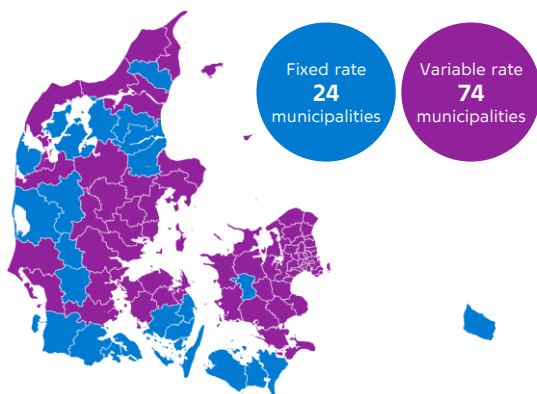 Fixed rate
24
municipalities
Variable rate
74
municipalities